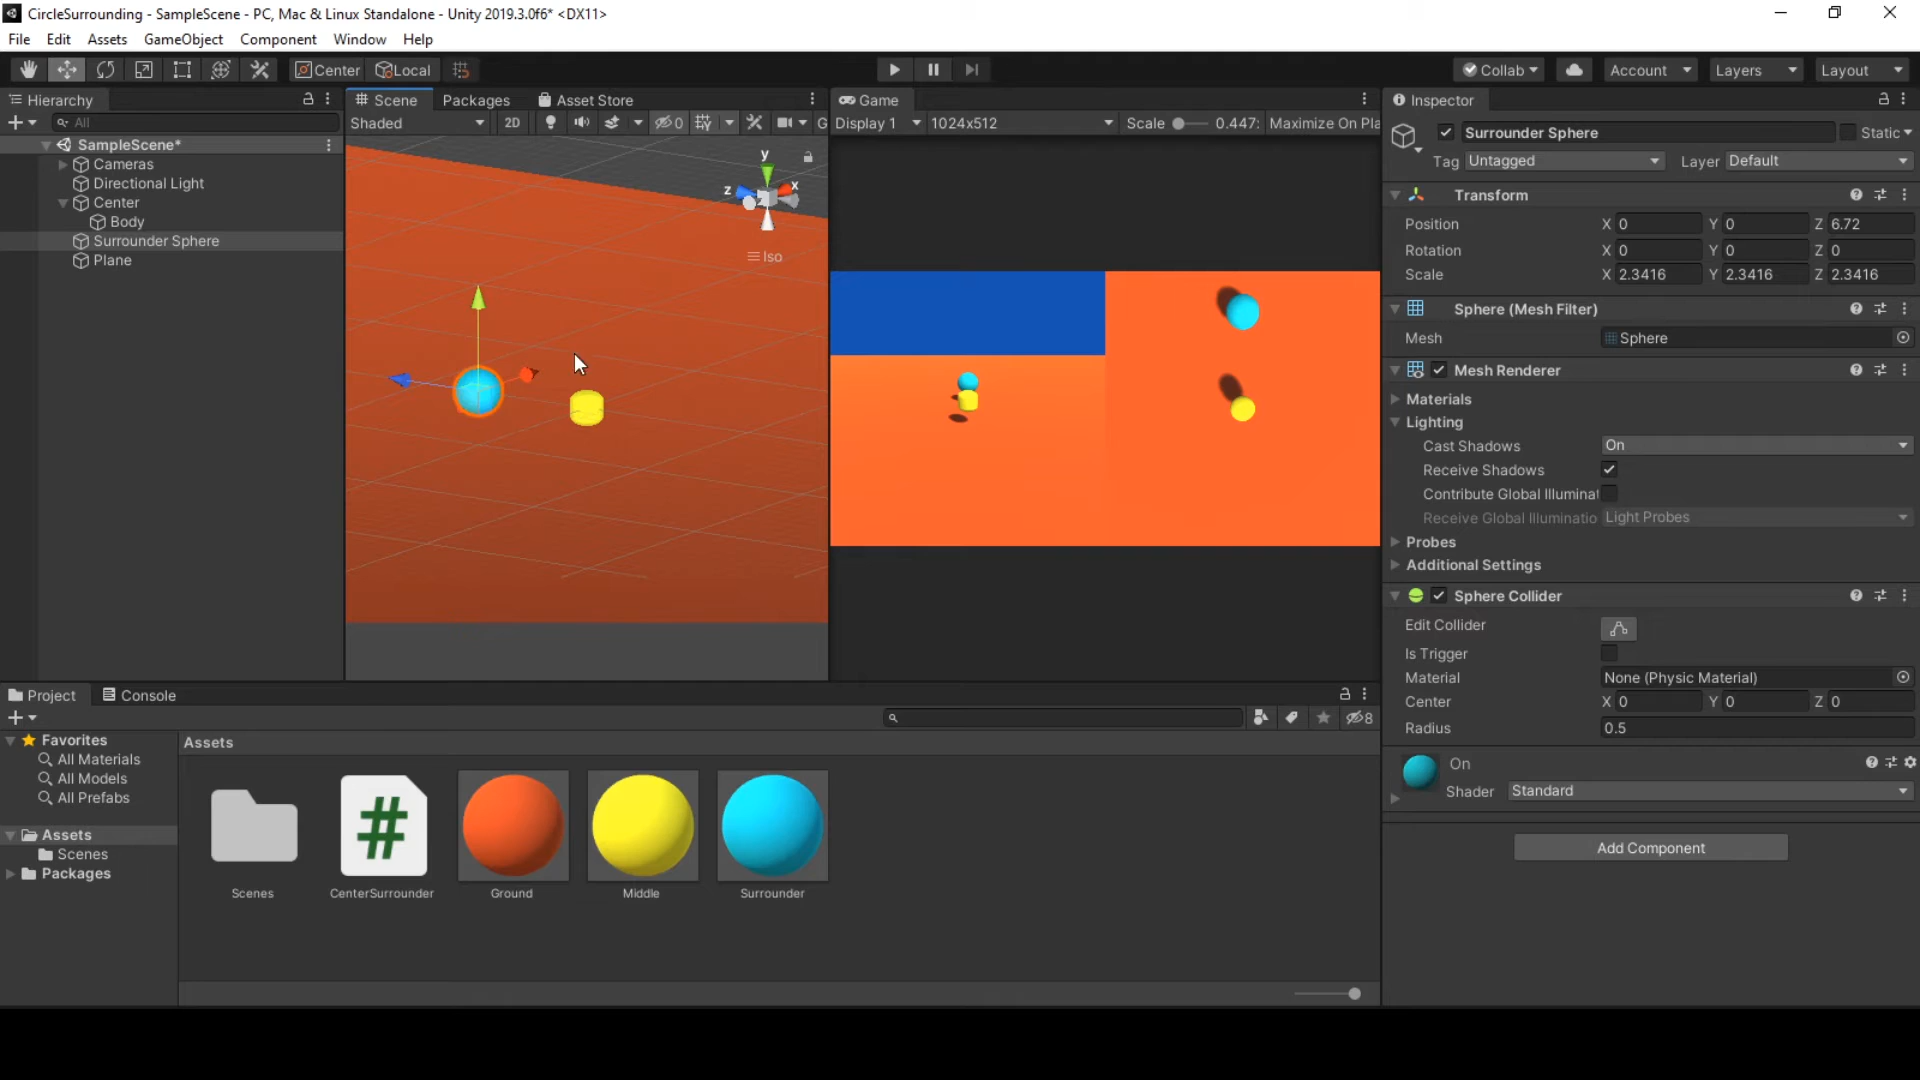 CircleSurrounding - SampleScene - PC, Mac & Linux Standalone - Unity 2019.3.0f6* <DX11>
File Edit Assets GameObject Component Window Help
Center Local Collab Account Layers Layout
Hierarchy
All
SampleScene*
Cameras
Directional Light
Center
Body
Surrounder Sphere
Plane
Scene Packages Asset Store
Shaded 2D 0 G
y
z x
Iso
Game
Display 1 1024x512 Scale 0.447: Maximize On Pla
Inspector
Surrounder Sphere Static
Tag Untagged Layer Default
Transform
Position X 0 Y 0 Z 6.72
Rotation X 0 Y 0 Z 0
Scale X 2.3416 Y 2.3416 Z 2.3416
Sphere (Mesh Filter)
Mesh Sphere
Mesh Renderer
Materials
Lighting
Cast Shadows On
Receive Shadows
Contribute Global Illuminat
Receive Global Illuminatio Light Probes
Probes
Additional Settings
Sphere Collider
Edit Collider
Is Trigger
Material None (Physic Material)
Center X 0 Y 0 Z 0
Radius 0.5
On
Shader Standard
Add Component
Project Console
8
Favorites
All Materials
All Models
All Prefabs
Assets
Scenes
Packages
Assets
#
Scenes CenterSurrounder Ground Middle Surrounder